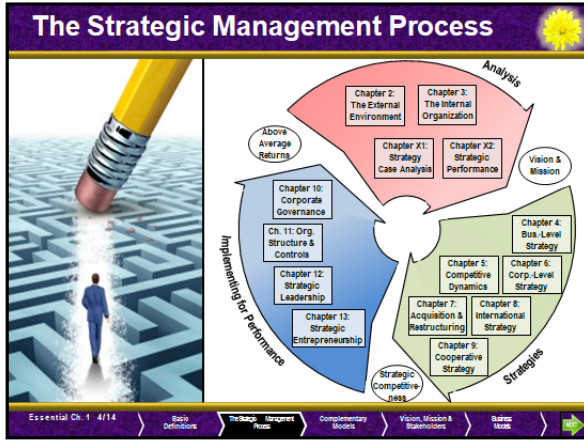 The Strategic Management Process
Analysis
Chapter 2:
The External
Environment
Chapter 3:
The Internal
Organization
Chapter X1:
Strategy
Case Analysis
Chapter X2:
Strategic
Performance
Above
Average
Returns
Vision &
Mission
Chapter 10:
Corporate
Governance
Ch. 11: Org.
Structure &
Controls
Chapter 12:
Strategic
Leadership
Chapter 13:
Strategic
Entrepreneurship
Implementing for Performance
Chapter 4:
Bus.-Level
Strategy
Chapter 5:
Competitive
Dynamics
Chapter 6:
Corp.-Level
Strategy
Chapter 7:
Acquisition &
Restructuring
Chapter 8:
International
Strategy
Chapter 9:
Cooperative
Strategy
Strategies
Strategic
Competitive-
ness
Essential Ch. 1 4/14
Basic
Definitions
The Strategic Management
Process
Complementary
Models
Vision, Mission &
Stakeholders
Business
Models
NEXT